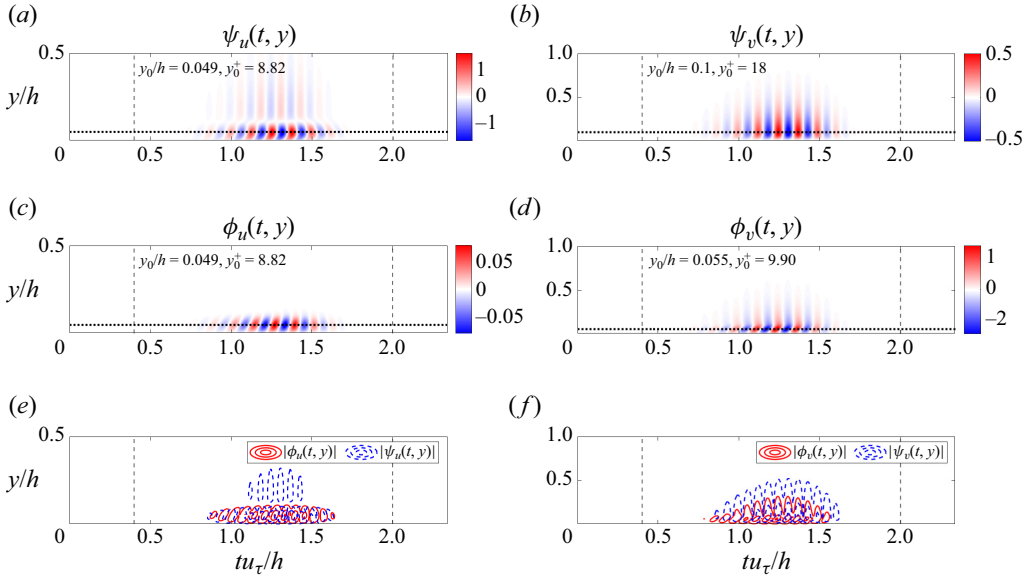 (a)
ψu(t, y)
0.5
y0/h = 0.049, y0+ = 8.82
y/h
1
0
–1
0 0.5 1.0 1.5 2.0
(b)
ψv(t, y)
1.0
0.5
y0/h = 0.1, y0+ = 18
0.5
0
–0.5
0 0.5 1.0 1.5 2.0
(c)
ϕu(t, y)
0.5
y0/h = 0.049, y0+ = 8.82
y/h
0.05
0
–0.05
0 0.5 1.0 1.5 2.0
(d)
ϕv(t, y)
1.0
0.5
y0/h = 0.055, y0+ = 9.90
1
0
–2
0 0.5 1.0 1.5 2.0
(e)
0.5
|ϕu(t, y)| |ψu(t, y)|
y/h
0 0.5 1.0 1.5 2.0
tuτ/h
(f)
1.0
0.5
|ϕv(t, y)| |ψv(t, y)|
0 0.5 1.0 1.5 2.0
tuτ/h